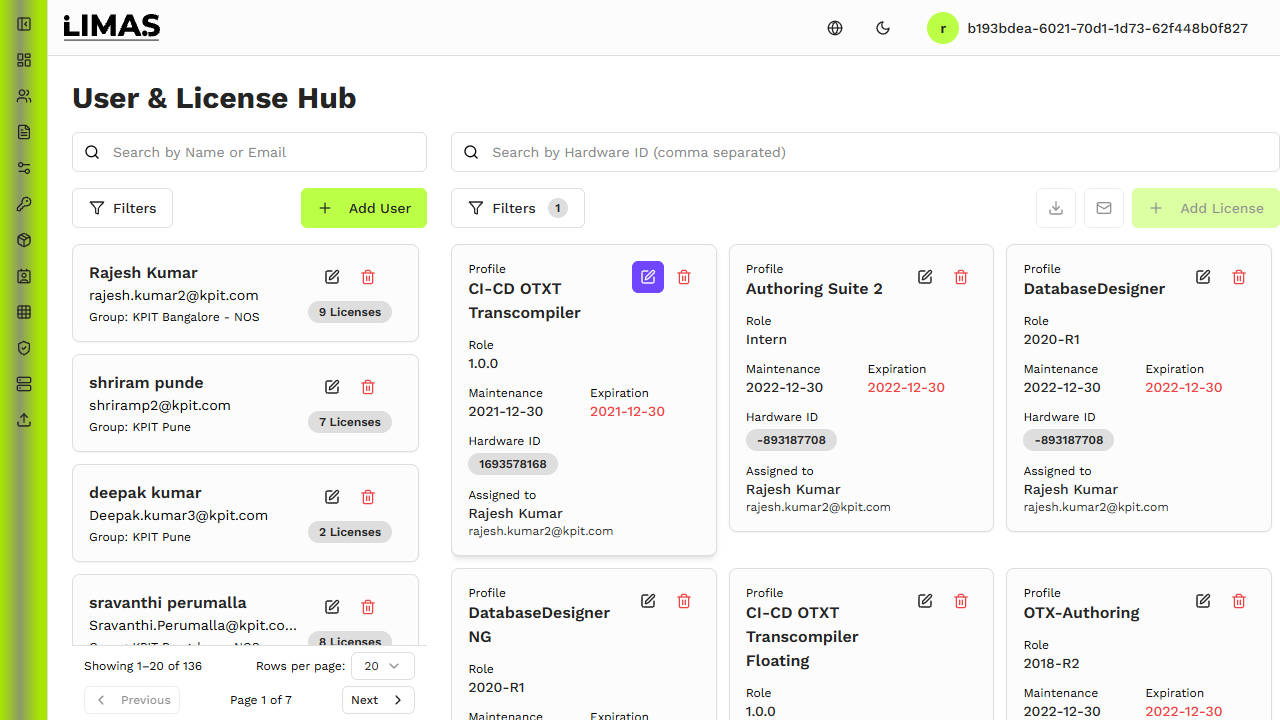 LIMAS
r
b193bdea-6021-70d1-1d73-62f448b0f827
User & License Hub
Search by Name or Email
Filters
Add User
Rajesh Kumar
rajesh.kumar2@kpit.com
Group: KPIT Bangalore - NOS
9 Licenses
shriram punde
shriramp2@kpit.com
Group: KPIT Pune
7 Licenses
deepak kumar
Deepak.kumar3@kpit.com
Group: KPIT Pune
2 Licenses
sravanthi perumalla
Sravanthi.Perumalla@kpit.co...
8 Licenses
Showing 1–20 of 136
Rows per page:
20
Previous
Page 1 of 7
Next
Search by Hardware ID (comma separated)
Filters
1
Add License
Profile
CI-CD OTXT
Transcompiler
Role
1.0.0
Maintenance
2021-12-30
Expiration
2021-12-30
Hardware ID
1693578168
Assigned to
Rajesh Kumar
rajesh.kumar2@kpit.com
Profile
Authoring Suite 2
Role
Intern
Maintenance
2022-12-30
Expiration
2022-12-30
Hardware ID
-893187708
Assigned to
Rajesh Kumar
rajesh.kumar2@kpit.com
Profile
DatabaseDesigner
Role
2020-R1
Maintenance
2022-12-30
Expiration
2022-12-30
Hardware ID
-893187708
Assigned to
Rajesh Kumar
rajesh.kumar2@kpit.com
Profile
DatabaseDesigner
NG
Role
2020-R1
Maintenance
Expiration
Profile
CI-CD OTXT
Transcompiler
Floating
Role
1.0.0
Profile
OTX-Authoring
Role
2018-R2
Maintenance
2022-12-30
Expiration
2022-12-30